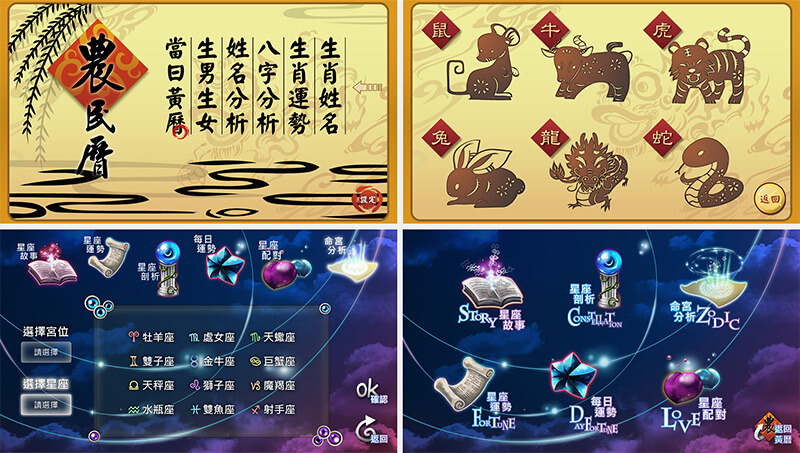 農民曆
生肖姓名
生肖運勢
八字分析
姓名分析
生男生女
當日黃曆
設定
鼠
牛
虎
兔
龍
蛇
返回
星座
故事
星座
運勢
星座
剖析
每日
運勢
星座
配對
命宮
分析
選擇宮位
請選擇
選擇星座
請選擇
牡羊座 處女座 天蠍座
雙子座 金牛座 巨蟹座
天秤座 獅子座 魔羯座
水瓶座 雙魚座 射手座
ok
確認
返回
STORY
星座
故事
星座
剖析
命宮
分析
ZODIC
星座
運勢
FORTUNE
每日
運勢
DAYFORTUNE
星座
配對
LOVE
返回
黃曆